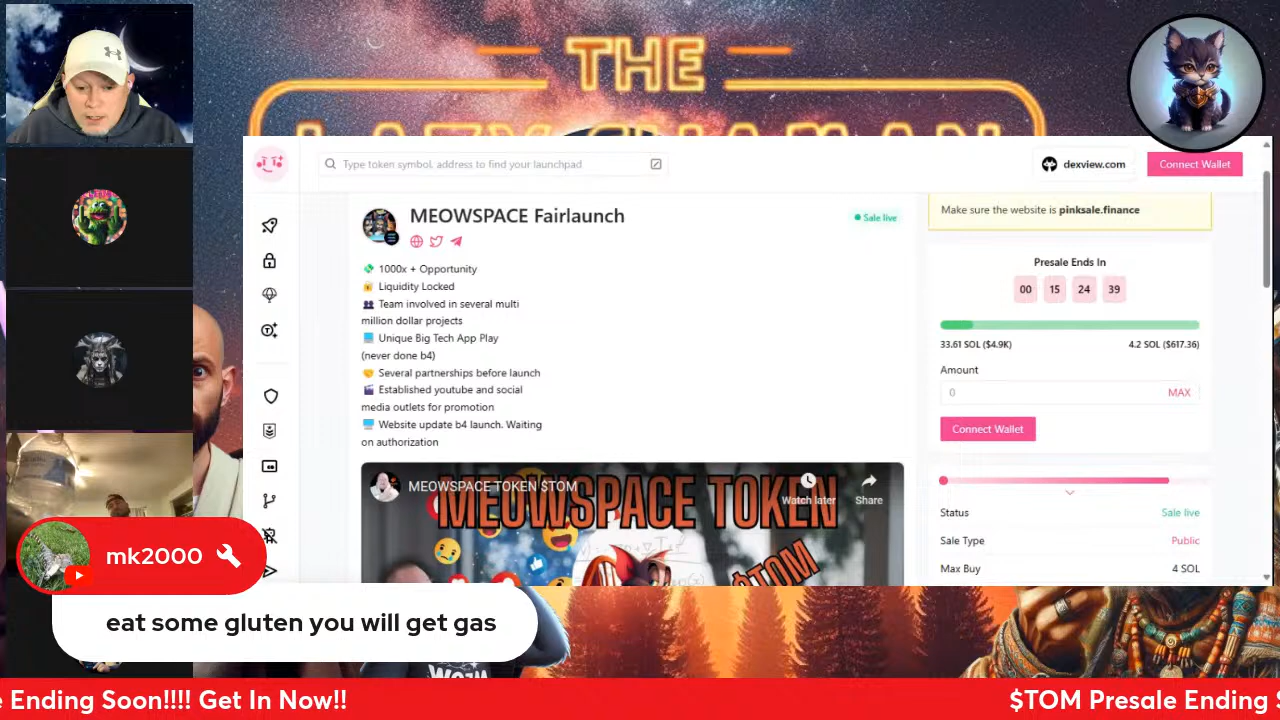 THE
LAZY SHAMAN
Type token symbol, address to find your launchpad
dexview.com
Connect Wallet
MEOWSPACE Fairlaunch
Sale live
1000x + Opportunity
Liquidity Locked
Team involved in several multi
million dollar projects
Unique Big Tech App Play
(never done b4)
Several partnerships before launch
Established youtube and social
media outlets for promotion
Website update b4 launch. Waiting
on authorization
Make sure the website is pinksale.finance
Presale Ends In
00 15 24 39
33.61 SOL ($4.9K)
4.2 SOL ($617.36)
Amount
0
MAX
Connect Wallet
Status
Sale live
Sale Type
Public
Max Buy
4 SOL
MEOWSPACE TOKEN $TOM
Watch later
Share
MEOWSPACE TOKEN
$TOM
mk2000
eat some gluten you will get gas
Ending Soon!!!! Get In Now!!
$TOM Presale Ending